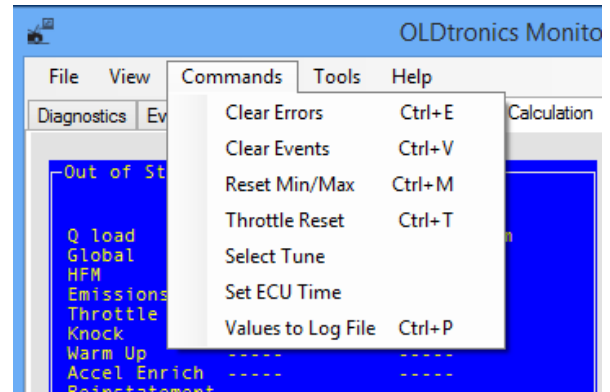 OLDtronics Monito
File View Commands Tools Help
Diagnostics Ev Calculation
Clear Errors Ctrl+E
Clear Events Ctrl+V
Reset Min/Max Ctrl+M
Throttle Reset Ctrl+T
Select Tune
Set ECU Time
Values to Log File Ctrl+P
Out of St
Q load
Global
HFM
Emissions
Throttle
Knock
Warm Up ----- -----
Accel Enrich ----- -----
Reinstatement